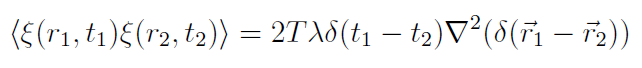 ⟨ξ(r₁, t₁)ξ(r₂, t₂)⟩ = 2Tλδ(t₁ − t₂)∇²(δ(r⃗₁ − r⃗₂))